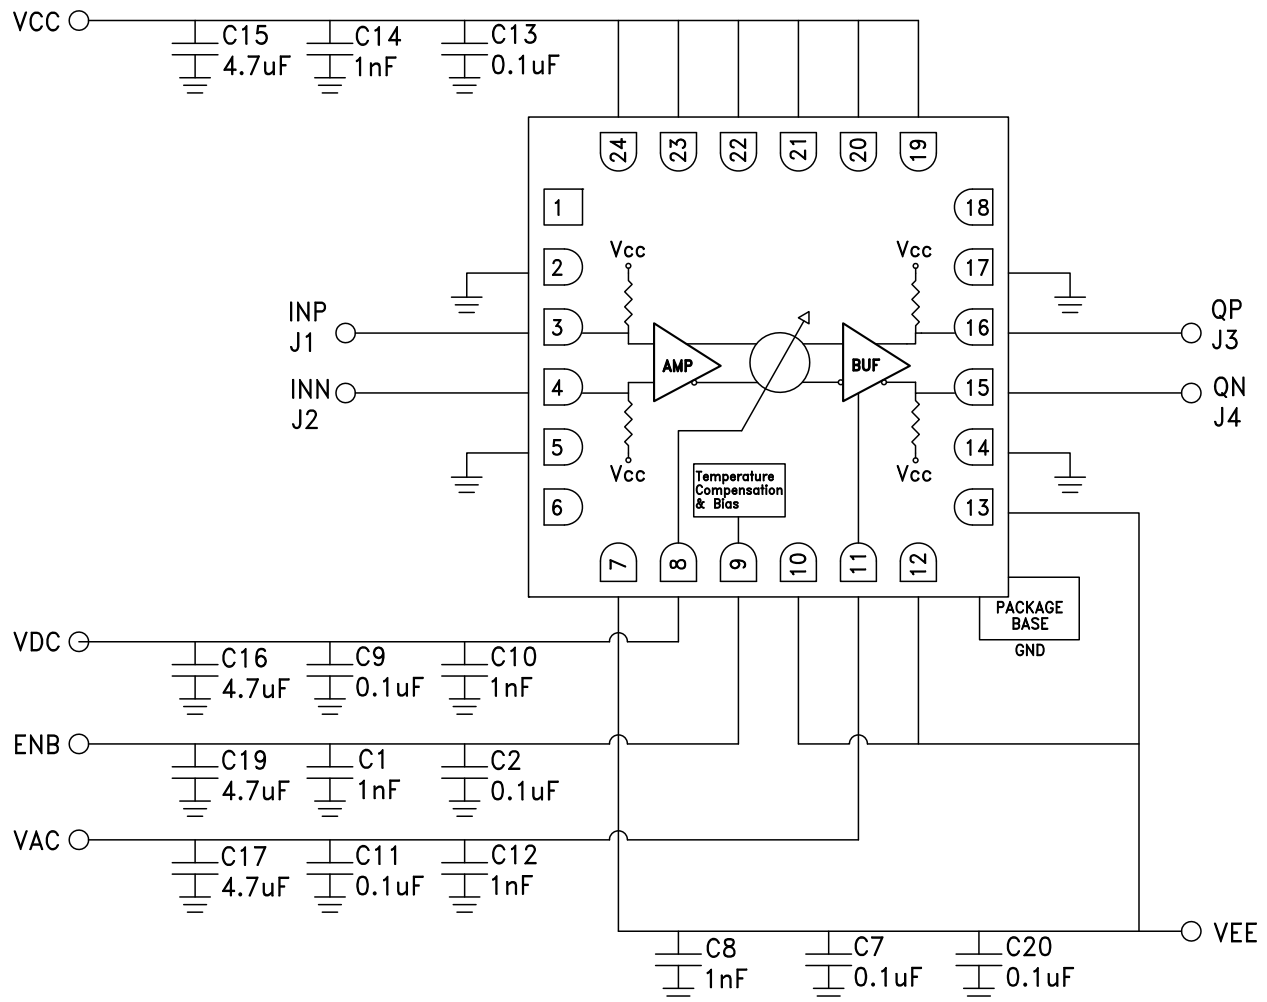 VCC
C15
4.7uF
C14
1nF
C13
0.1uF
24
23
22
21
20
19
1
18
2
17
Vcc
Vcc
INP
J1
3
16
QP
J3
AMP
BUF
INN
J2
4
15
QN
J4
5
14
Vcc
Vcc
Temperature
Compensation
& Bias
6
13
7
8
9
10
11
12
PACKAGE
BASE
GND
VDC
C16
4.7uF
C9
0.1uF
C10
1nF
ENB
C19
4.7uF
C1
1nF
C2
0.1uF
VAC
C17
4.7uF
C11
0.1uF
C12
1nF
VEE
C8
1nF
C7
0.1uF
C20
0.1uF